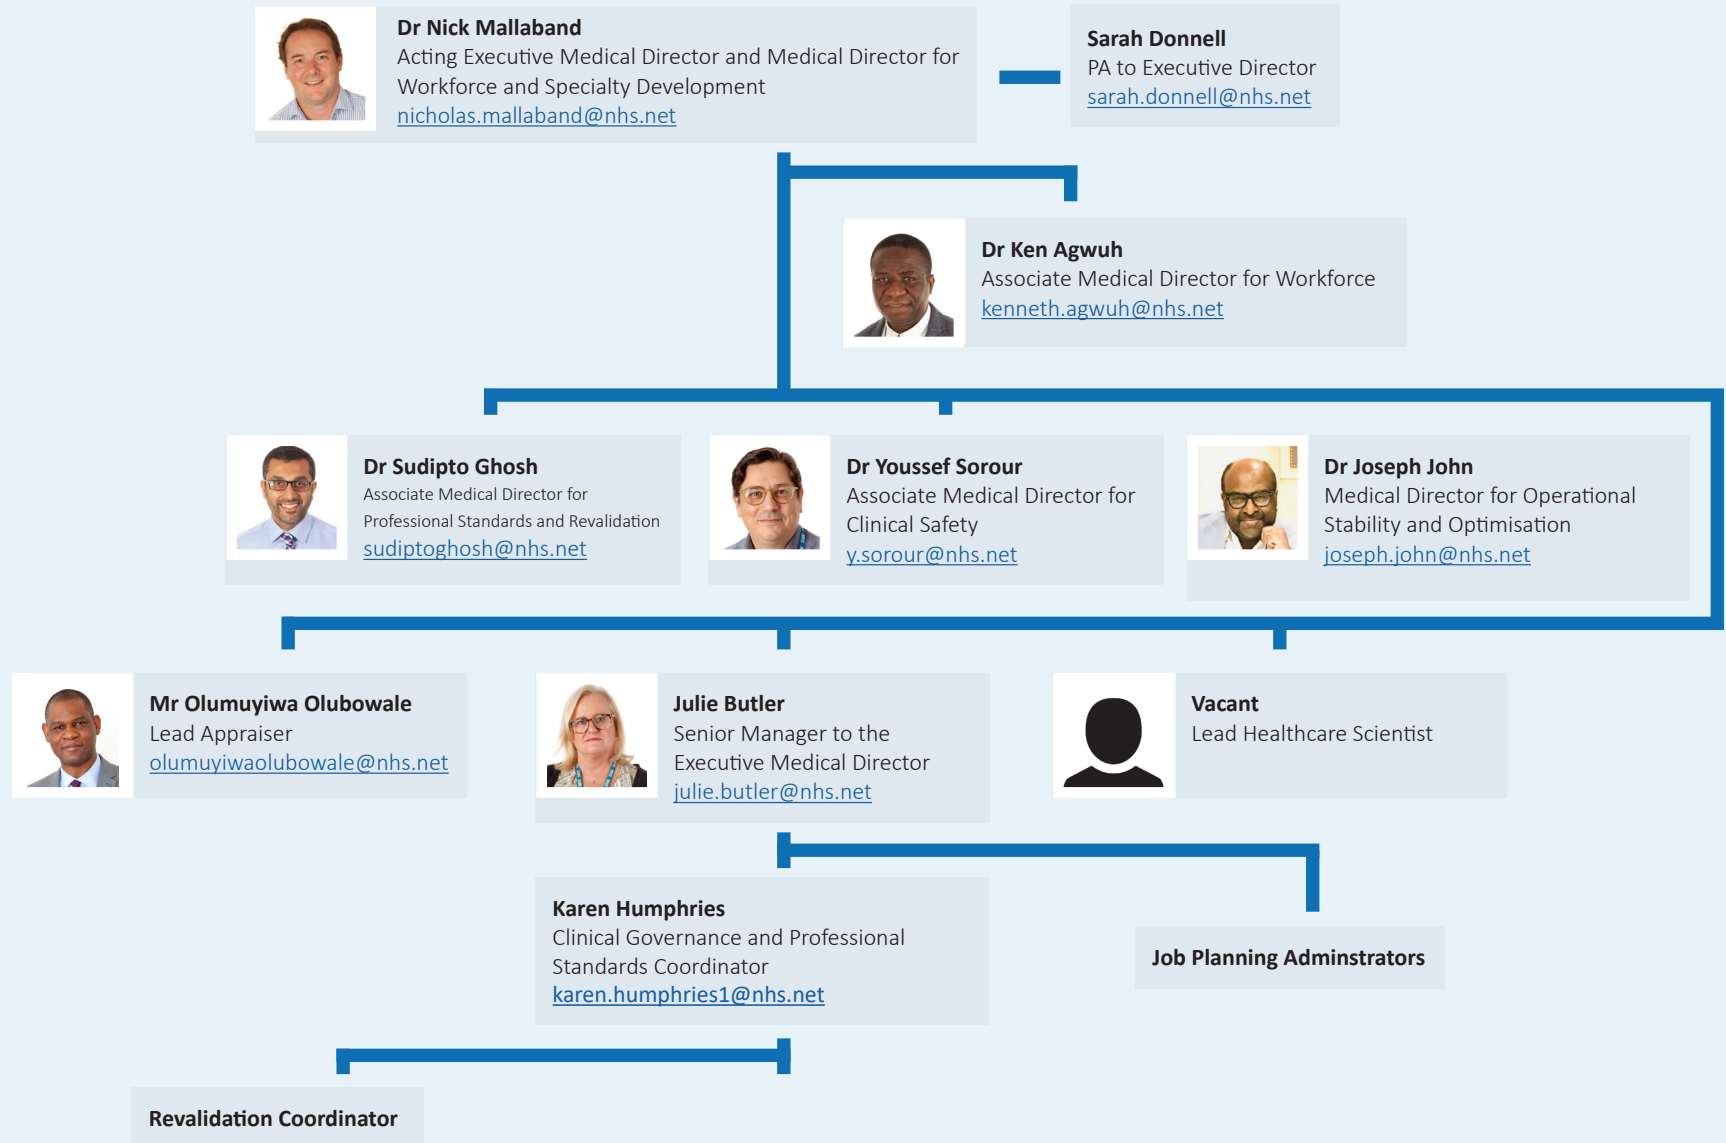 Dr Nick Mallaband
Acting Executive Medical Director and Medical Director for
Workforce and Specialty Development
nicholas.mallaband@nhs.net
Sarah Donnell
PA to Executive Director
sarah.donnell@nhs.net
Dr Ken Agwuh
Associate Medical Director for Workforce
kenneth.agwuh@nhs.net
Dr Sudipto Ghosh
Associate Medical Director for
Professional Standards and Revalidation
sudiptoghosh@nhs.net
Dr Youssef Sorour
Associate Medical Director for
Clinical Safety
y.sorour@nhs.net
Dr Joseph John
Medical Director for Operational
Stability and Optimisation
joseph.john@nhs.net
Mr Olumuyiwa Olubowale
Lead Appraiser
olumuyiwaolubowale@nhs.net
Julie Butler
Senior Manager to the
Executive Medical Director
julie.butler@nhs.net
Vacant
Lead Healthcare Scientist
Karen Humphries
Clinical Governance and Professional
Standards Coordinator
karen.humphries1@nhs.net
Job Planning Adminstrators
Revalidation Coordinator